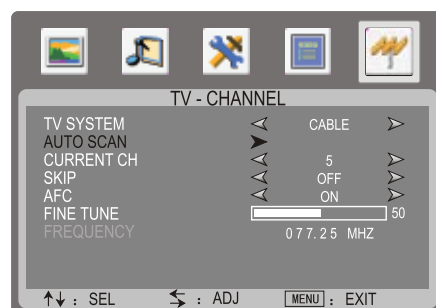 TV - CHANNEL
TV SYSTEM CABLE
AUTO SCAN
CURRENT CH 5
SKIP OFF
AFC ON
FINE TUNE 50
FREQUENCY 077.25 MHZ
: SEL : ADJ MENU : EXIT